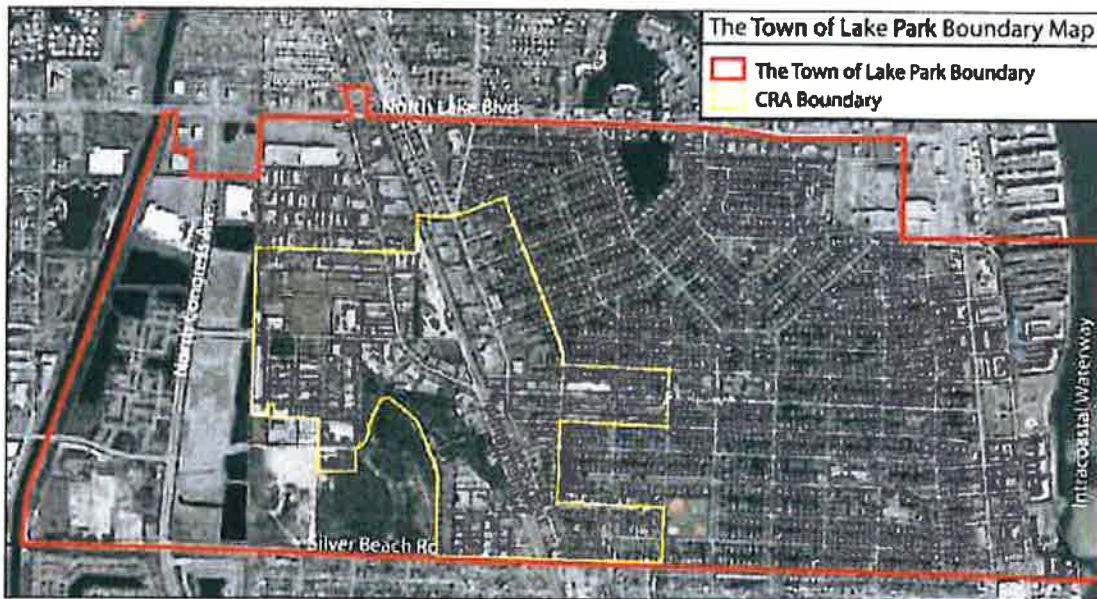 The Town of Lake Park Boundary Map
The Town of Lake Park Boundary
CRA Boundary
North Lake Blvd
North Congress Ave
Silver Beach Rd
Intracoastal Waterway